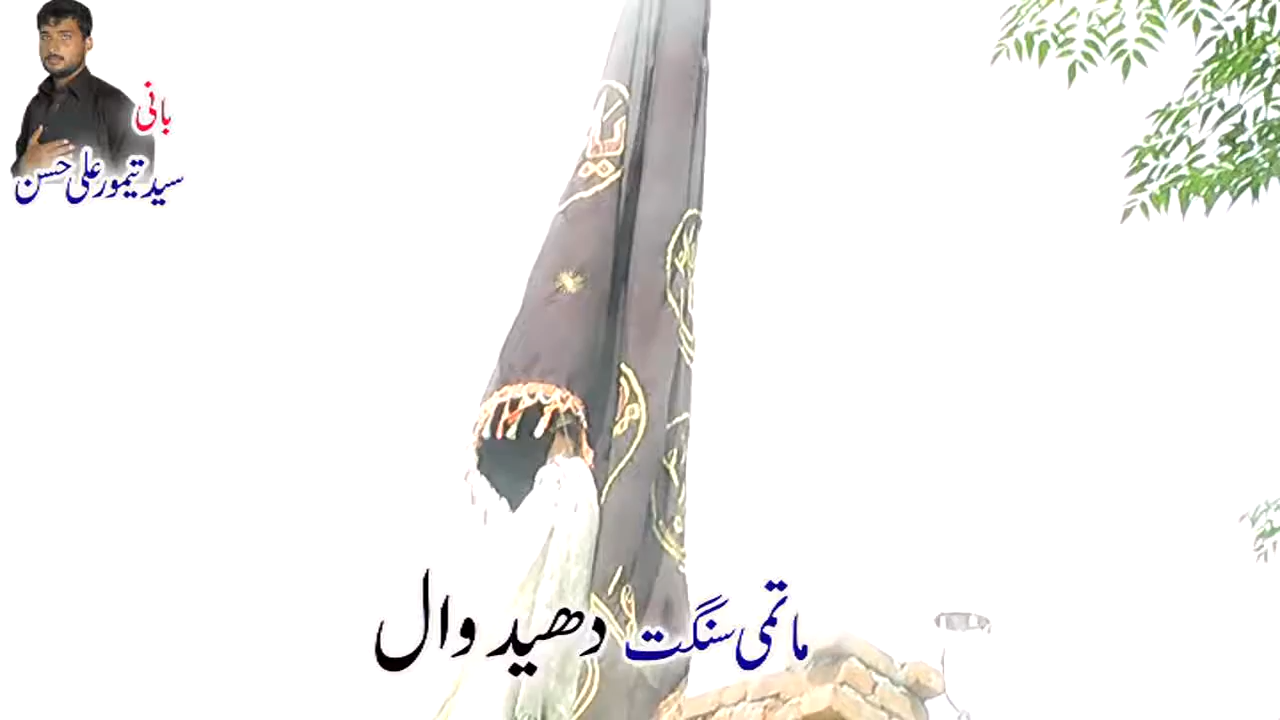 بانی
سید تیمور علی حسن
ماتمی سنگت دھیدوال